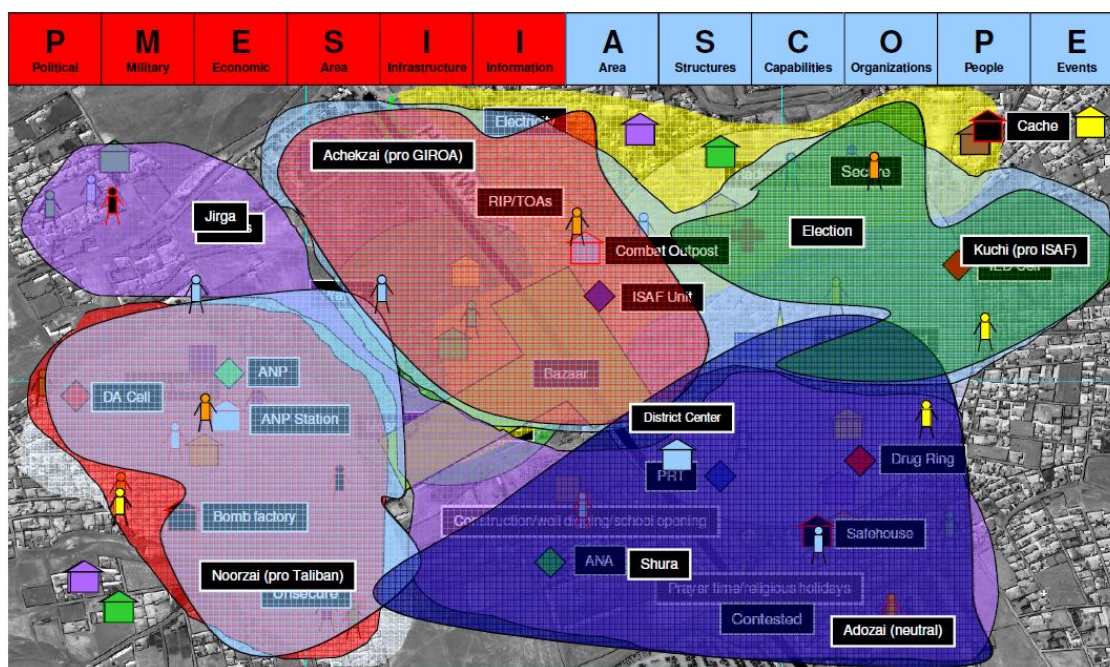 P M E S I I A S C O P E
Political Military Economic Area Infrastructure Information Area Structures Capabilities Organizations People Events
Electricit
Cache
Achekzai (pro GIROA)
Secure
RIP/TOAs
Jirga
Election
Combat Outpost
Kuchi (pro ISAF)
IED Cell
ISAF Unit
Bazaar
ANP
DA Cell
ANP Station
District Center
Drug Ring
PRT
Bomb factory
Construction/well digging/school opening
Safehouse
ANA
Shura
Noorzai (pro Taliban)
Prayer time/religious holidays
Unsecure
Contested
Adozai (neutral)